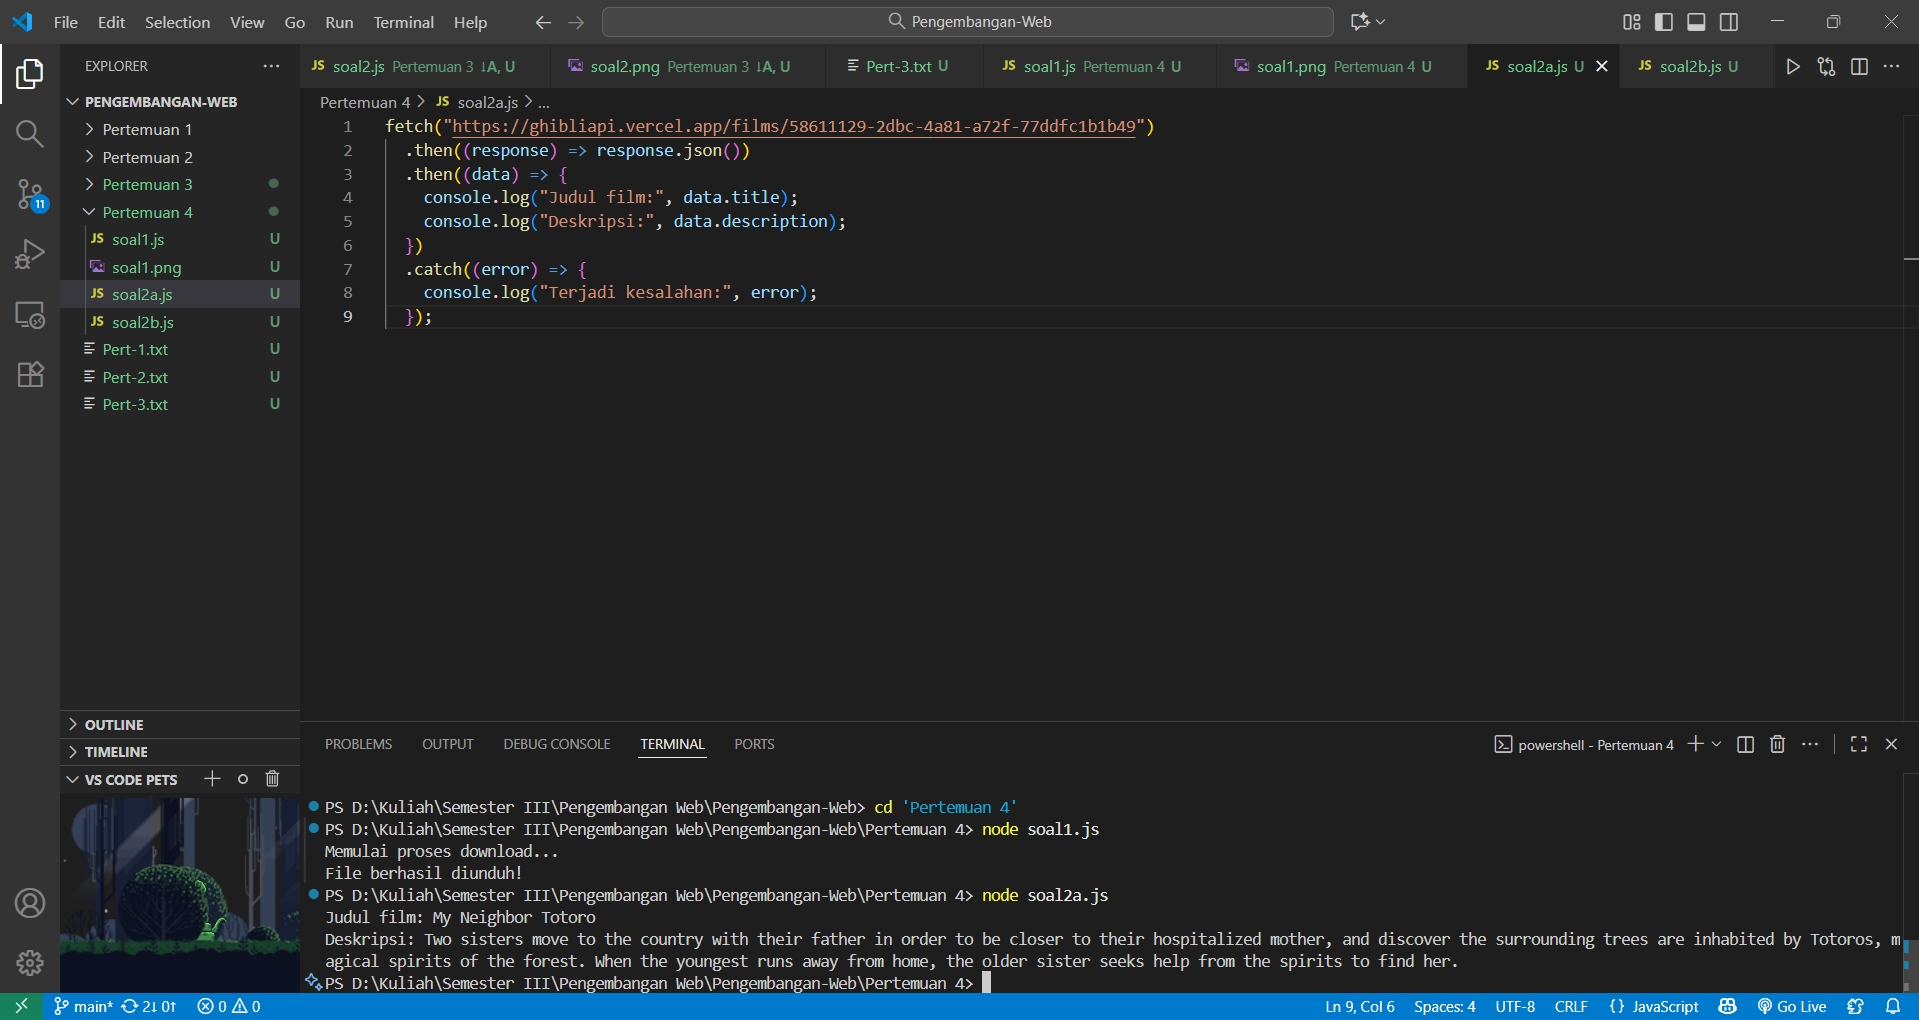 File Edit Selection View Go Run Terminal Help
Pengembangan-Web
EXPLORER
PENGEMBANGAN-WEB
Pertemuan 1
Pertemuan 2
Pertemuan 3
Pertemuan 4
JS soal1.js U
soal1.png U
JS soal2a.js U
JS soal2b.js U
Pert-1.txt U
Pert-2.txt U
Pert-3.txt U
OUTLINE
TIMELINE
VS CODE PETS
11
JS soal2.js Pertemuan 3 ↓A, U
soal2.png Pertemuan 3 ↓A, U
Pert-3.txt U
JS soal1.js Pertemuan 4 U
soal1.png Pertemuan 4 U
JS soal2a.js U
JS soal2b.js U
Pertemuan 4 > JS soal2a.js > ...
1 fetch("https://ghibliapi.vercel.app/films/58611129-2dbc-4a81-a72f-77ddfc1b1b49")
2 .then((response) => response.json())
3 .then((data) => {
4 console.log("Judul film:", data.title);
5 console.log("Deskripsi:", data.description);
6 })
7 .catch((error) => {
8 console.log("Terjadi kesalahan:", error);
9 });
PROBLEMS OUTPUT DEBUG CONSOLE TERMINAL PORTS
powershell - Pertemuan 4
PS D:\Kuliah\Semester III\Pengembangan Web\Pengembangan-Web> cd 'Pertemuan 4'
PS D:\Kuliah\Semester III\Pengembangan Web\Pengembangan-Web\Pertemuan 4> node soal1.js
Memulai proses download...
File berhasil diunduh!
PS D:\Kuliah\Semester III\Pengembangan Web\Pengembangan-Web\Pertemuan 4> node soal2a.js
Judul film: My Neighbor Totoro
Deskripsi: Two sisters move to the country with their father in order to be closer to their hospitalized mother, and discover the surrounding trees are inhabited by Totoros, m
agical spirits of the forest. When the youngest runs away from home, the older sister seeks help from the spirits to find her.
PS D:\Kuliah\Semester III\Pengembangan Web\Pengembangan-Web\Pertemuan 4>
main* 2↓ 0↑ 0 0
Ln 9, Col 6 Spaces: 4 UTF-8 CRLF {} JavaScript Go Live